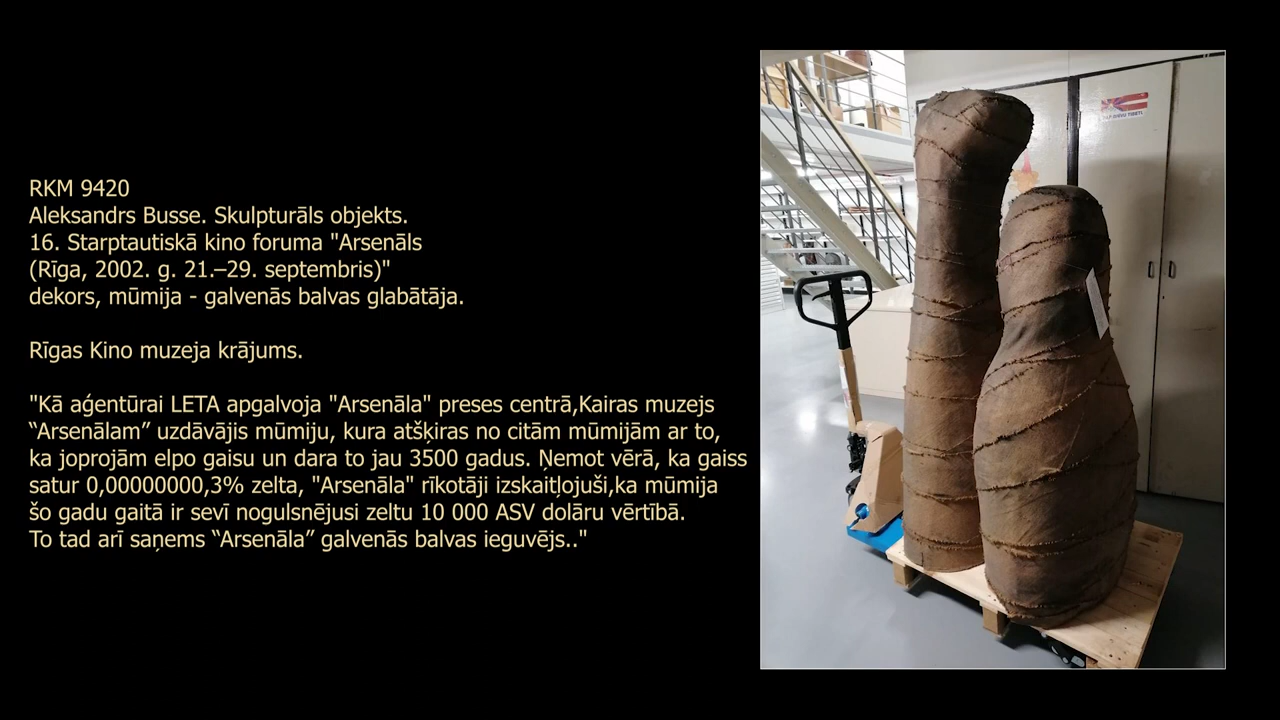 RKM 9420
Aleksandrs Busse. Skulpturāls objekts.
16. Starptautiskā kino foruma "Arsenāls
(Rīga, 2002. g. 21.–29. septembris)"
dekors, mūmija - galvenās balvas glabātāja.
Rīgas Kino muzeja krājums.
"Kā aģentūrai LETA apgalvoja "Arsenāla" preses centrā,Kairas muzejs
“Arsenālam” uzdāvājis mūmiju, kura atšķiras no citām mūmijām ar to,
ka joprojām elpo gaisu un dara to jau 3500 gadus. Ņemot vērā, ka gaiss
satur 0,00000000,3% zelta, "Arsenāla" rīkotāji izskaitļojuši,ka mūmija
šo gadu gaitā ir sevī nogulsnējusi zeltu 10 000 ASV dolāru vērtībā.
To tad arī saņems “Arsenāla” galvenās balvas ieguvējs.."